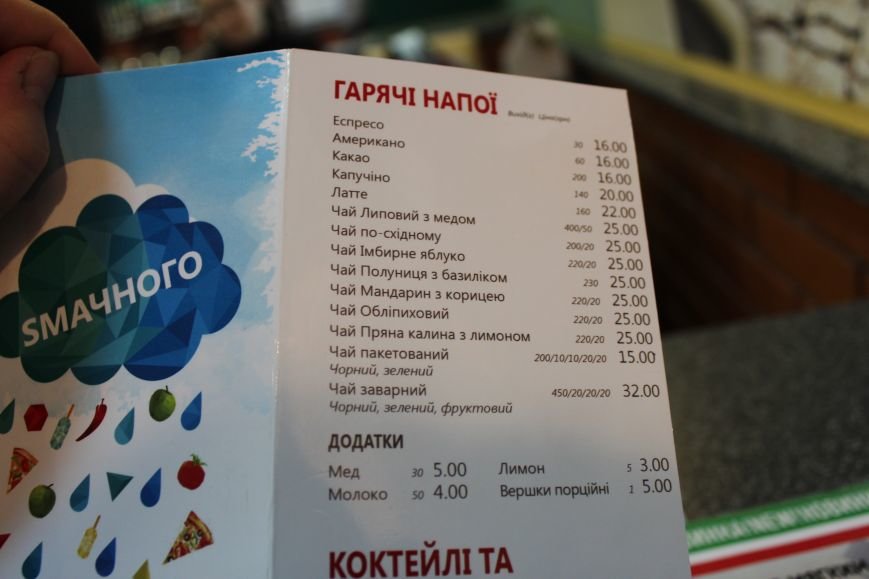 SМАЧНОГО
ГАРЯЧІ НАПОЇ Вихід(г) Ціна(грн)
Еспресо 30 16.00
Американо 60 16.00
Какао 200 16.00
Капучіно 140 20.00
Латте 160 22.00
Чай Липовий з медом 400/50 25.00
Чай по-східному 200/20 25.00
Чай Імбирне яблуко 220/20 25.00
Чай Полуниця з базиліком 230 25.00
Чай Мандарин з корицею 220/20 25.00
Чай Обліпиховий 220/20 25.00
Чай Пряна калина з лимоном 220/20 25.00
Чай пакетований 200/10/10/20/20 15.00
Чорний, зелений
Чай заварний 450/20/20/20 32.00
Чорний, зелений, фруктовий
ДОДАТКИ
Мед 30 5.00 Лимон 5 3.00
Молоко 50 4.00 Вершки порційні 1 5.00
КОКТЕЙЛІ ТА